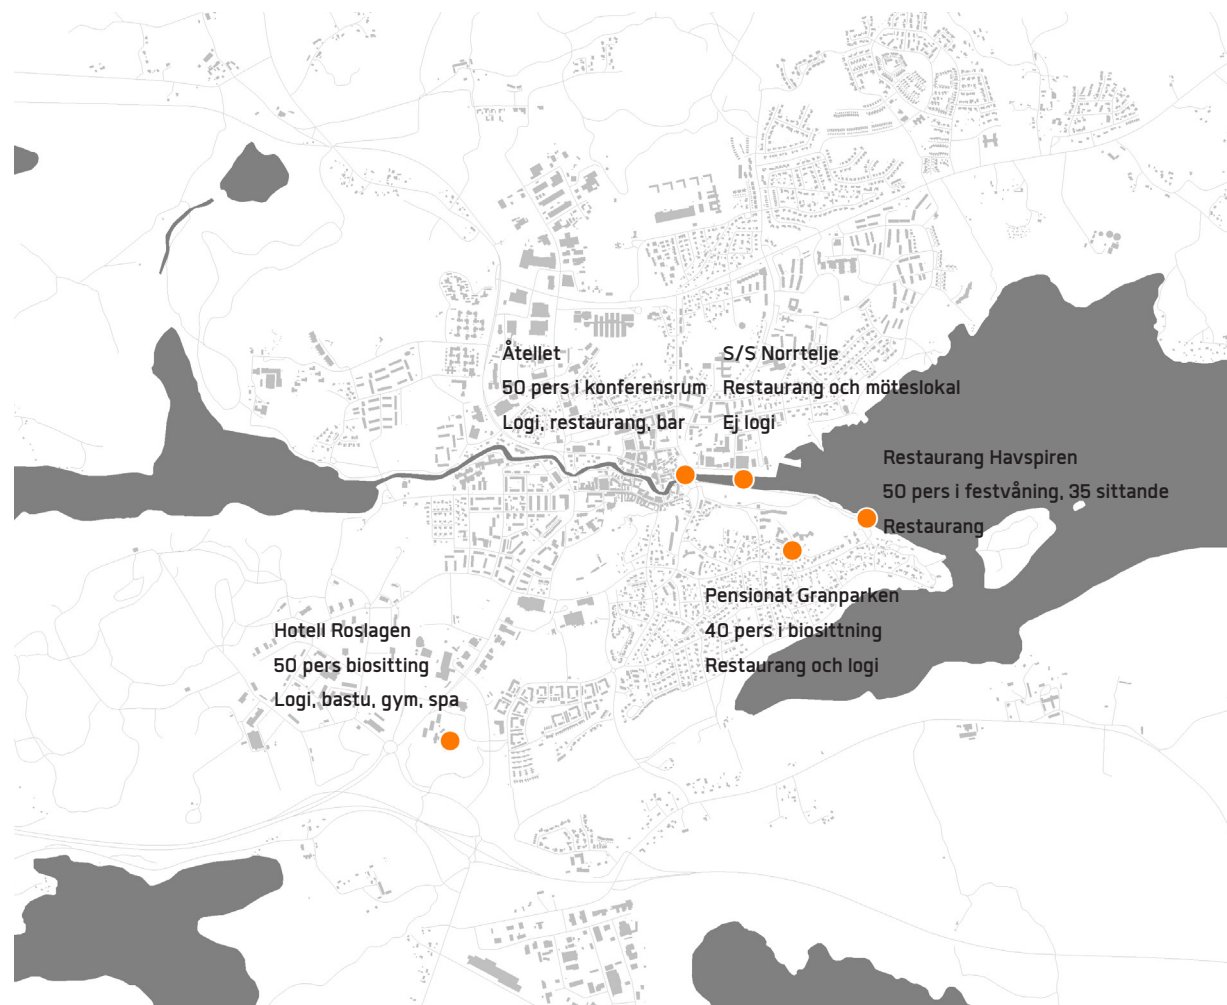 Åtellet
50 pers i konferensrum
Logi, restaurang, bar
S/S Norrtelje
Restaurang och möteslokal
Ej logi
Restaurang Havspiren
50 pers i festvåning, 35 sittande
Restaurang
Pensionat Granparken
40 pers i biosittning
Restaurang och logi
Hotell Roslagen
50 pers biositting
Logi, bastu, gym, spa